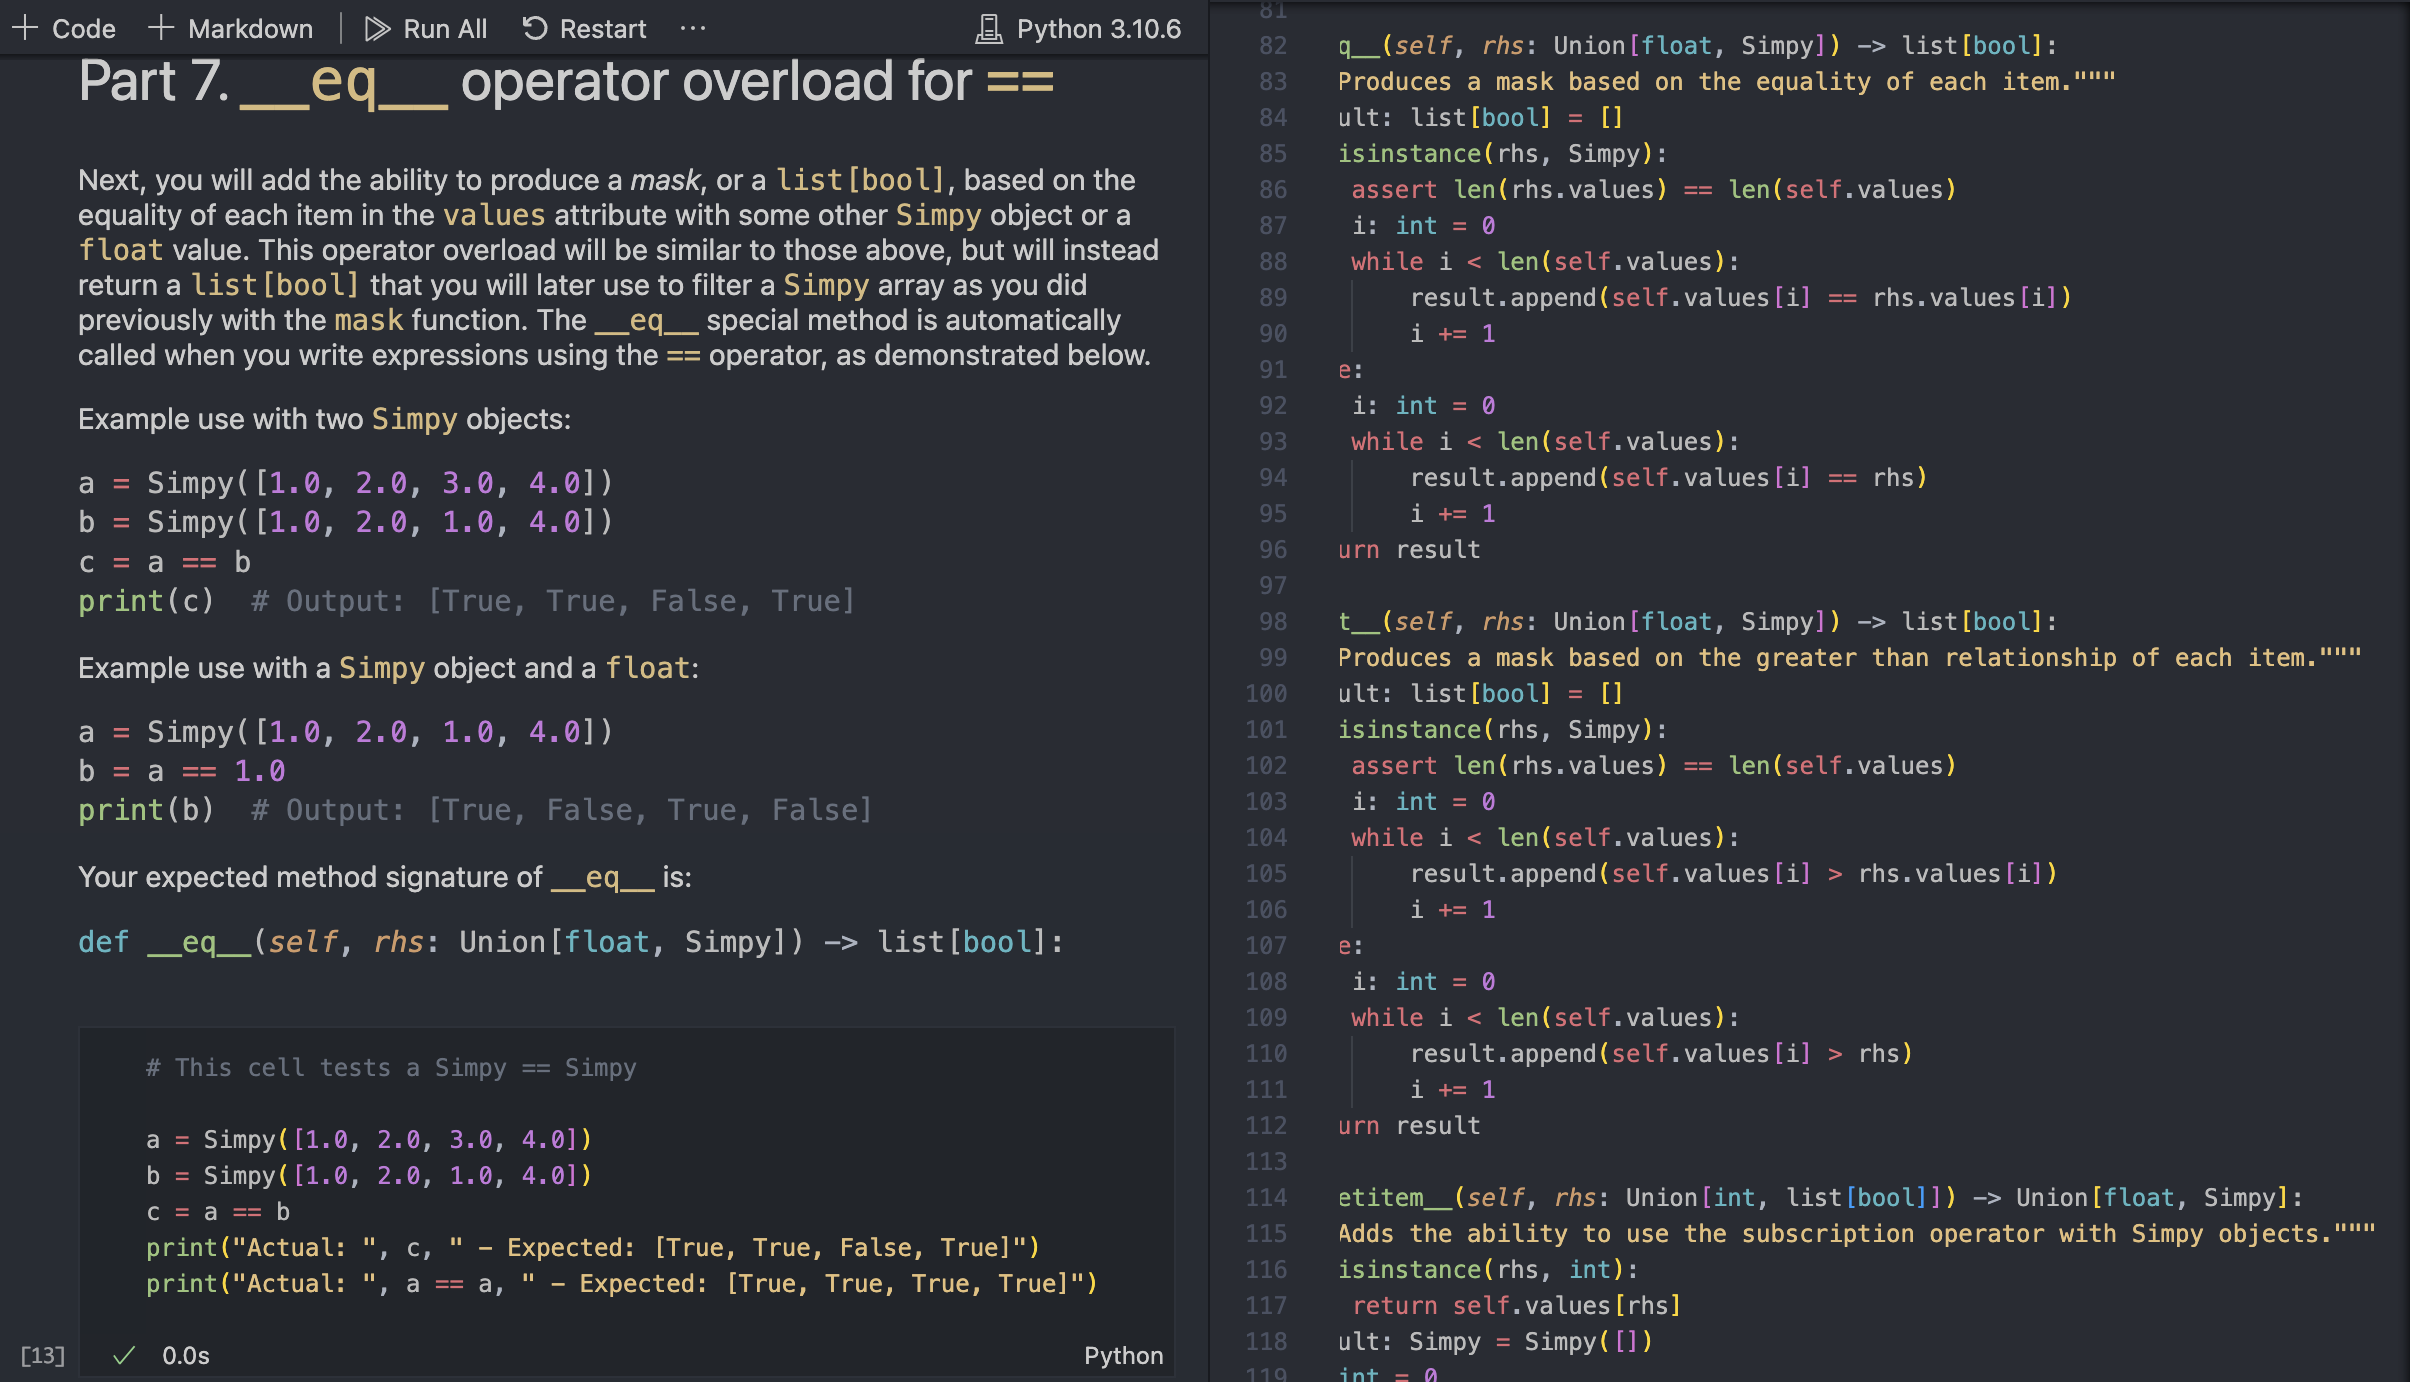 Code Markdown Run All Restart ... Python 3.10.6
Part 7. __eq__ operator overload for ==
Next, you will add the ability to produce a mask, or a list[bool], based on the
equality of each item in the values attribute with some other Simpy object or a
float value. This operator overload will be similar to those above, but will instead
return a list[bool] that you will later use to filter a Simpy array as you did
previously with the mask function. The __eq__ special method is automatically
called when you write expressions using the == operator, as demonstrated below.
Example use with two Simpy objects:
a = Simpy([1.0, 2.0, 3.0, 4.0])
b = Simpy([1.0, 2.0, 1.0, 4.0])
c = a == b
print(c)  # Output: [True, True, False, True]
Example use with a Simpy object and a float:
a = Simpy([1.0, 2.0, 1.0, 4.0])
b = a == 1.0
print(b)  # Output: [True, False, True, False]
Your expected method signature of __eq__ is:
def __eq__(self, rhs: Union[float, Simpy]) -> list[bool]:
# This cell tests a Simpy == Simpy
a = Simpy([1.0, 2.0, 3.0, 4.0])
b = Simpy([1.0, 2.0, 1.0, 4.0])
c = a == b
print("Actual: ", c, " - Expected: [True, True, False, True]")
print("Actual: ", a == a, " - Expected: [True, True, True, True]")
[13] 0.0s Python
81
82 q__(self, rhs: Union[float, Simpy]) -> list[bool]:
83 Produces a mask based on the equality of each item."""
84 ult: list[bool] = []
85 isinstance(rhs, Simpy):
86 assert len(rhs.values) == len(self.values)
87 i: int = 0
88 while i < len(self.values):
89 result.append(self.values[i] == rhs.values[i])
90 i += 1
91 e:
92 i: int = 0
93 while i < len(self.values):
94 result.append(self.values[i] == rhs)
95 i += 1
96 urn result
97
98 t__(self, rhs: Union[float, Simpy]) -> list[bool]:
99 Produces a mask based on the greater than relationship of each item."""
100 ult: list[bool] = []
101 isinstance(rhs, Simpy):
102 assert len(rhs.values) == len(self.values)
103 i: int = 0
104 while i < len(self.values):
105 result.append(self.values[i] > rhs.values[i])
106 i += 1
107 e:
108 i: int = 0
109 while i < len(self.values):
110 result.append(self.values[i] > rhs)
111 i += 1
112 urn result
113
114 etitem__(self, rhs: Union[int, list[bool]]) -> Union[float, Simpy]:
115 Adds the ability to use the subscription operator with Simpy objects."""
116 isinstance(rhs, int):
117 return self.values[rhs]
118 ult: Simpy = Simpy([])
119 int = 0